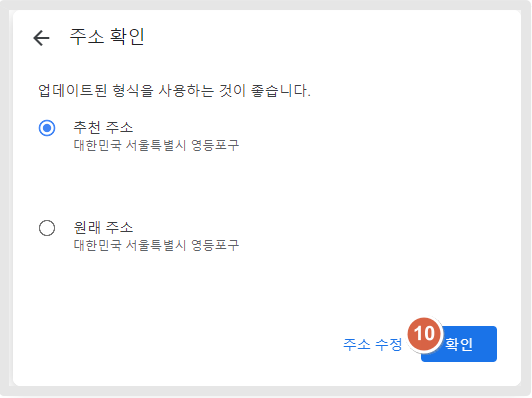 주소 확인
업데이트된 형식을 사용하는 것이 좋습니다.
추천 주소
대한민국 서울특별시 영등포구
원래 주소
대한민국 서울특별시 영등포구
주소 수정 10 확인